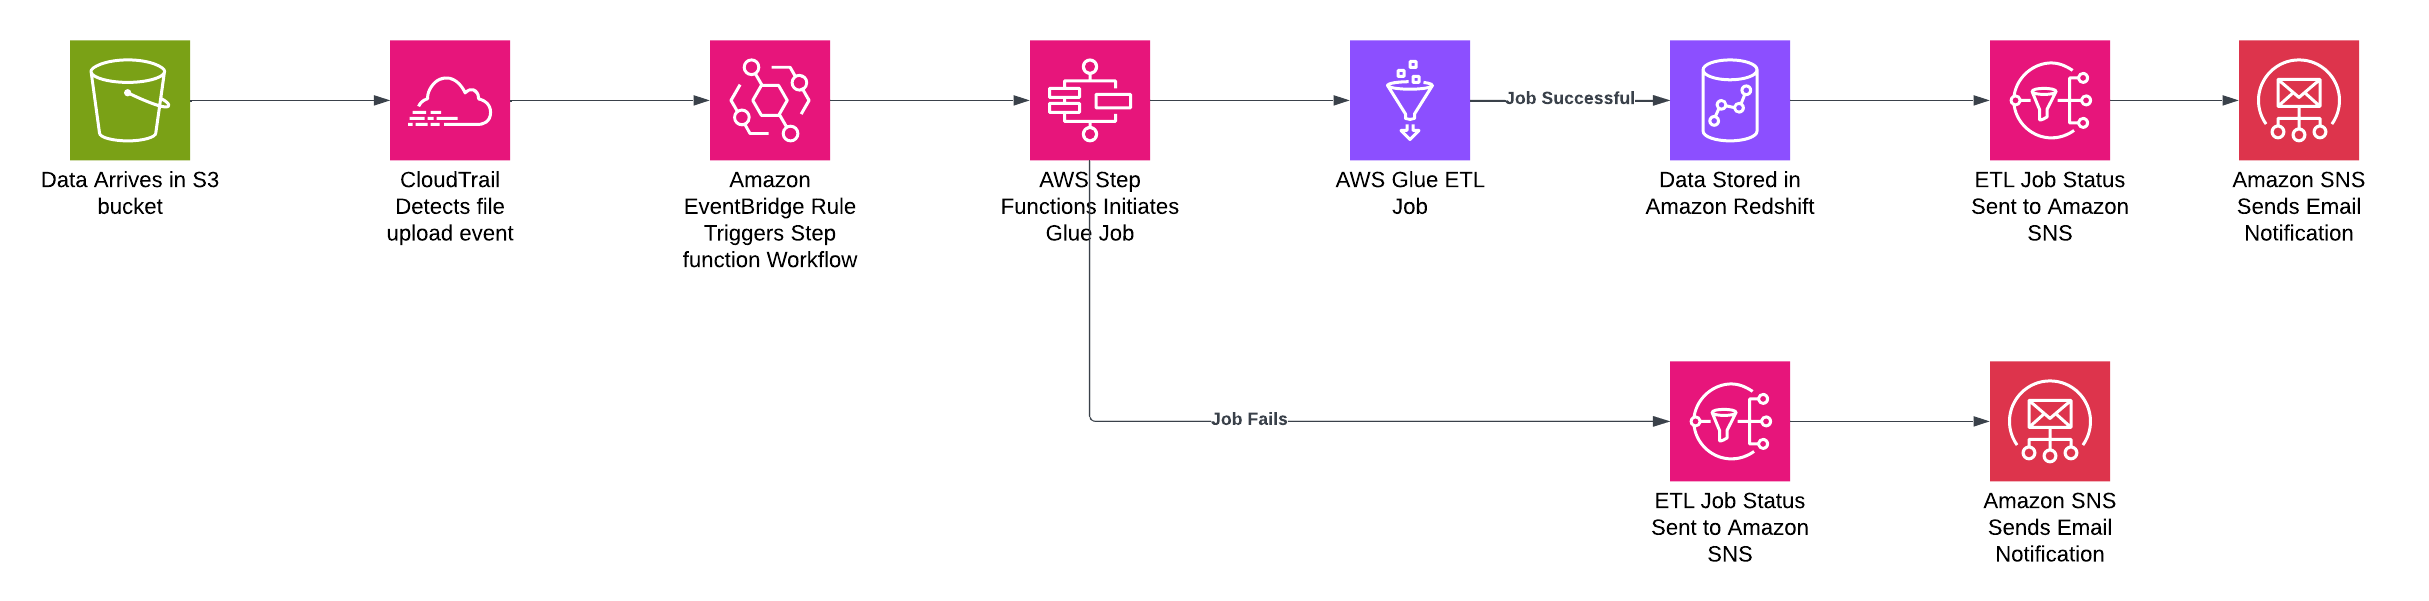 Data Arrives in S3
bucket
CloudTrail
Detects file
upload event
Amazon
EventBridge Rule
Triggers Step
function Workflow
AWS Step
Functions Initiates
Glue Job
AWS Glue ETL
Job
Job Successful
Data Stored in
Amazon Redshift
ETL Job Status
Sent to Amazon
SNS
Amazon SNS
Sends Email
Notification
Job Fails
ETL Job Status
Sent to Amazon
SNS
Amazon SNS
Sends Email
Notification